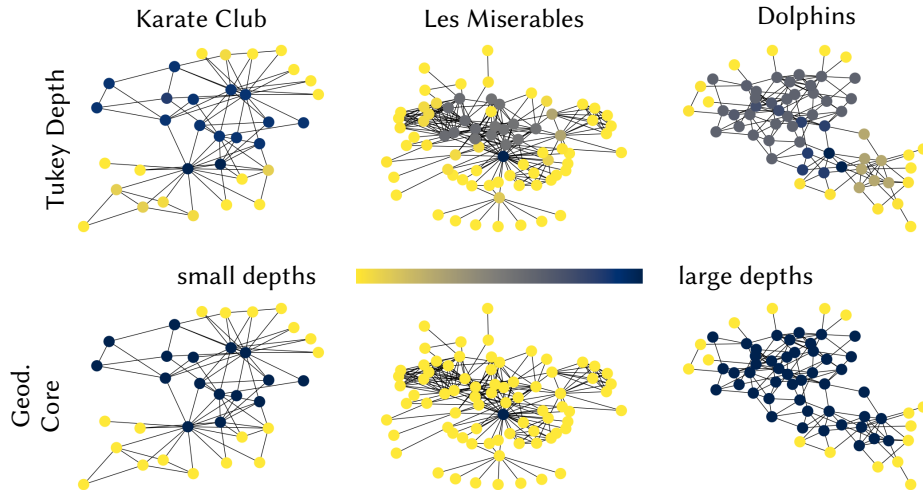 Karate Club
Les Miserables
Dolphins
Tukey Depth
small depths
large depths
Geod.
Core